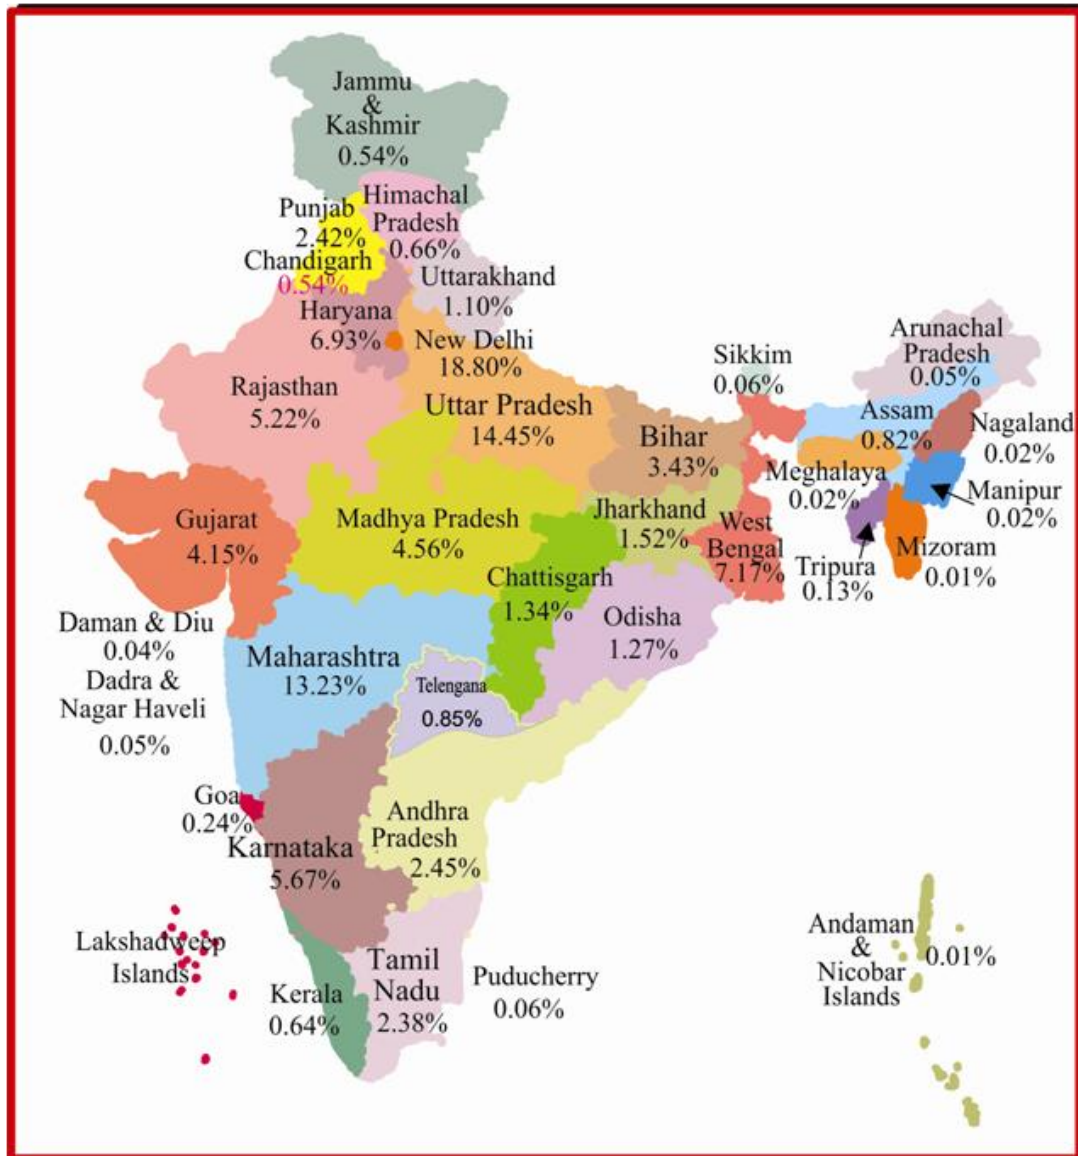 Jammu
&
Kashmir
0.54%
Himachal
Pradesh
0.66%
Punjab
2.42%
Chandigarh
0.54%
Uttarakhand
1.10%
Haryana
6.93%
New Delhi
18.80%
Rajasthan
5.22%
Uttar Pradesh
14.45%
Bihar
3.43%
Sikkim
0.06%
Arunachal
Pradesh
0.05%
Assam
0.82%
Nagaland
0.02%
Meghalaya
0.02%
Manipur
0.02%
Tripura
0.13%
Mizoram
0.01%
Gujarat
4.15%
Madhya Pradesh
4.56%
Jharkhand
1.52%
West
Bengal
7.17%
Chattisgarh
1.34%
Odisha
1.27%
Daman & Diu
0.04%
Dadra &
Nagar Haveli
0.05%
Maharashtra
13.23%
Telengana
0.85%
Goa
0.24%
Karnataka
5.67%
Andhra
Pradesh
2.45%
Lakshadweep
Islands
Kerala
0.64%
Tamil
Nadu
2.38%
Puducherry
0.06%
Andaman
&
Nicobar
Islands
0.01%